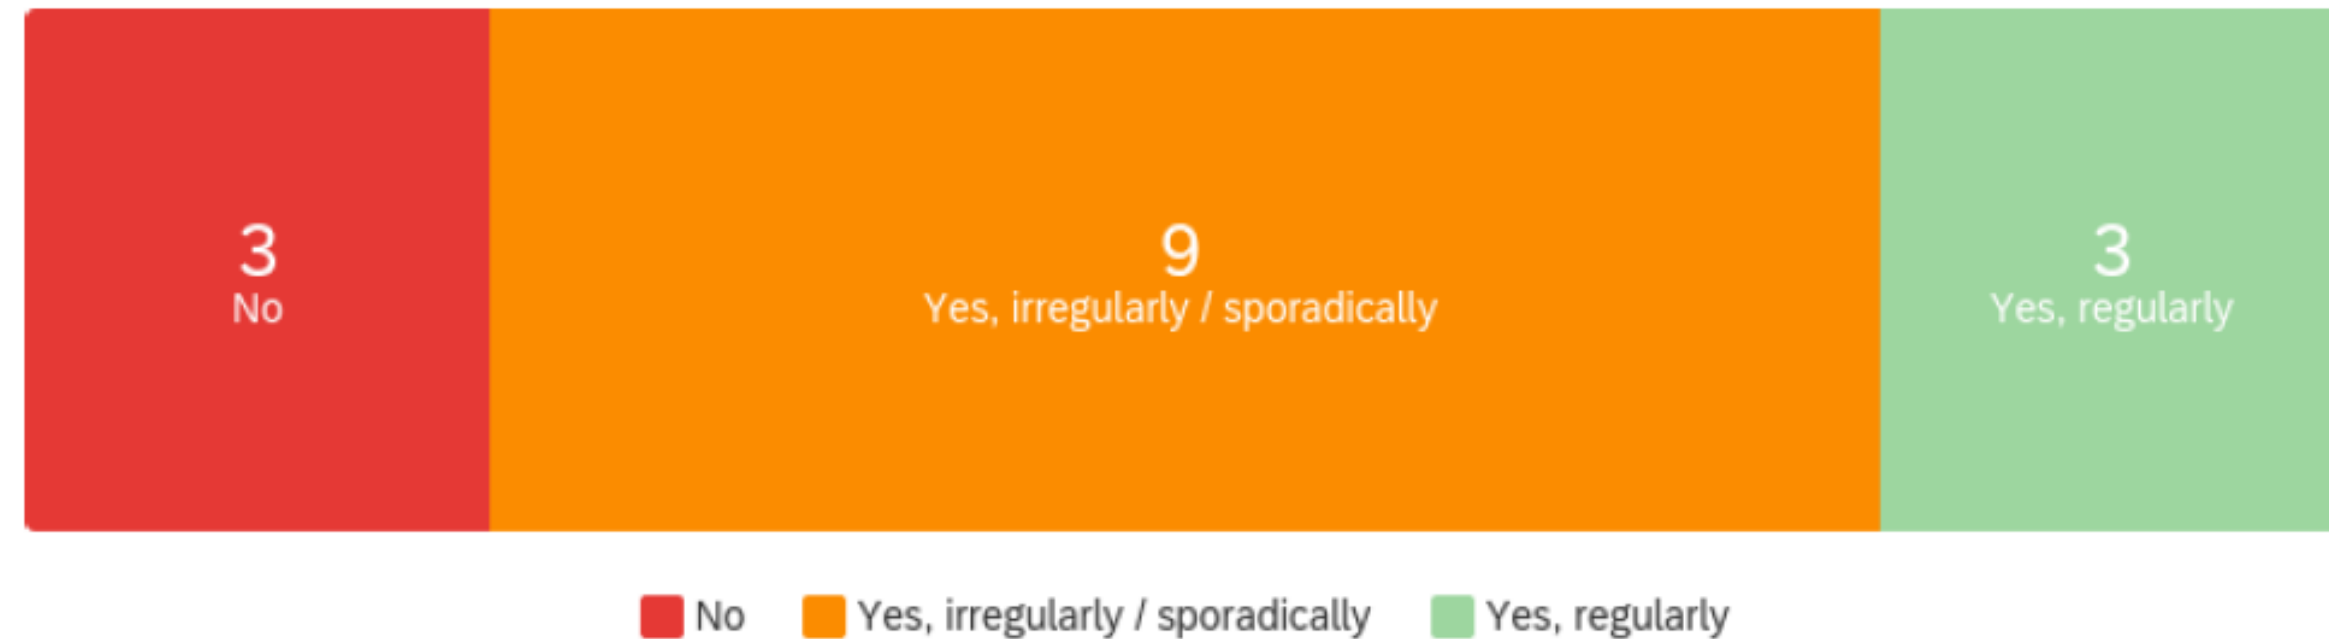 3
No
9
Yes, irregularly / sporadically
3
Yes, regularly
No
Yes, irregularly / sporadically
Yes, regularly